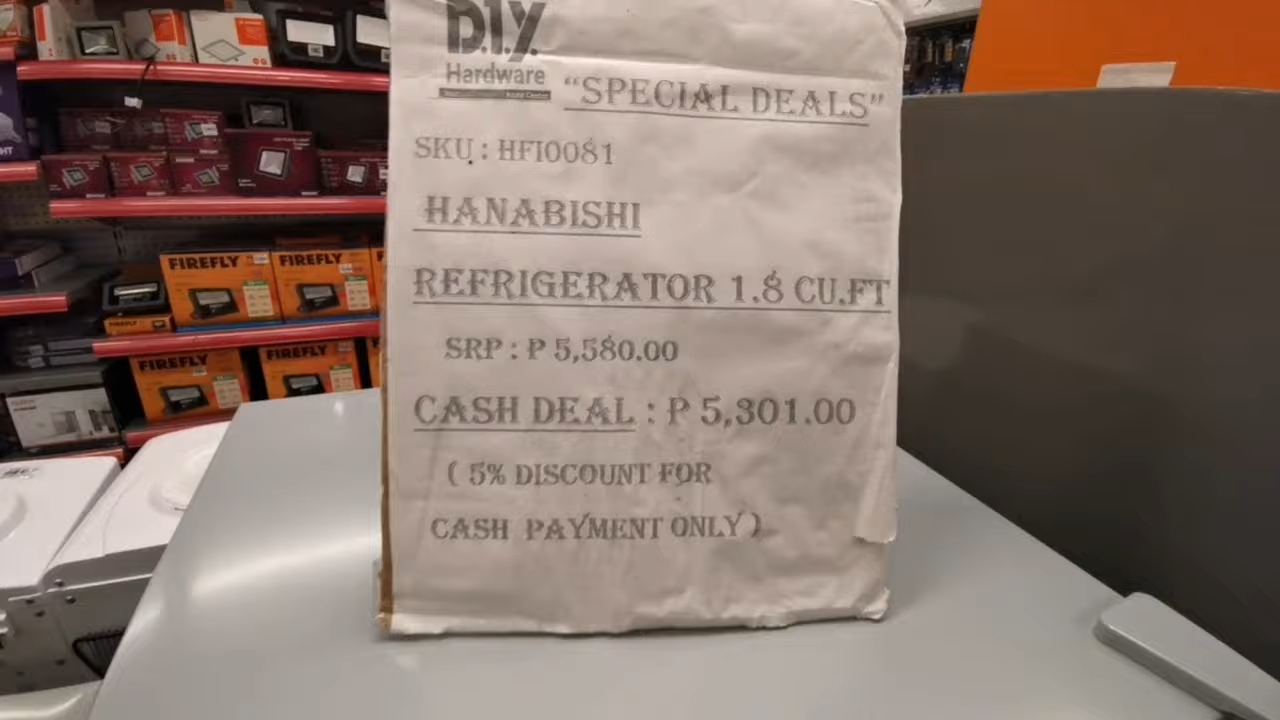 D.I.Y.
Hardware
"SPECIAL DEALS"
SKU : HFI0081
HANABISHI
REFRIGERATOR 1.8 CU.FT
SRP : P 5,580.00
CASH DEAL : P 5,301.00
( 5% DISCOUNT FOR
CASH PAYMENT ONLY )
FIREFLY
FIREFLY
FIREFLY
FIREFLY
FIREFLY